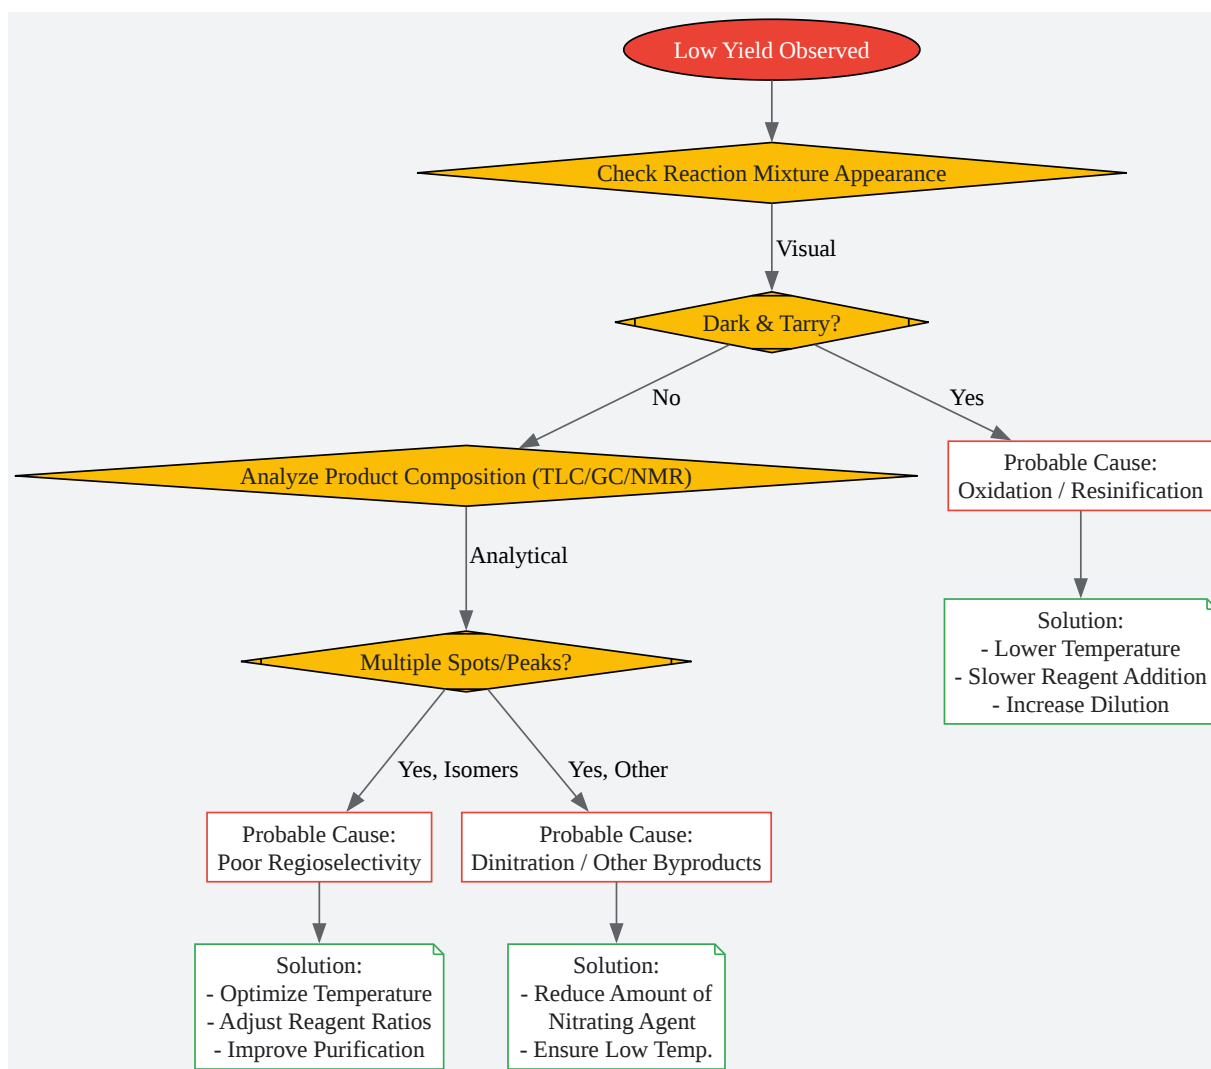 Low Yield Observed
Check Reaction Mixture Appearance
Visual
Dark & Tarry?
No
Yes
Analyze Product Composition (TLC/GC/NMR)
Probable Cause:
Oxidation / Resinification
Analytical
Solution:
- Lower Temperature
- Slower Reagent Addition
- Increase Dilution
Multiple Spots/Peaks?
Yes, Isomers
Yes, Other
Probable Cause:
Poor Regioselectivity
Probable Cause:
Dinitration / Other Byproducts
Solution:
- Optimize Temperature
- Adjust Reagent Ratios
- Improve Purification
Solution:
- Reduce Amount of
Nitrating Agent
- Ensure Low Temp.